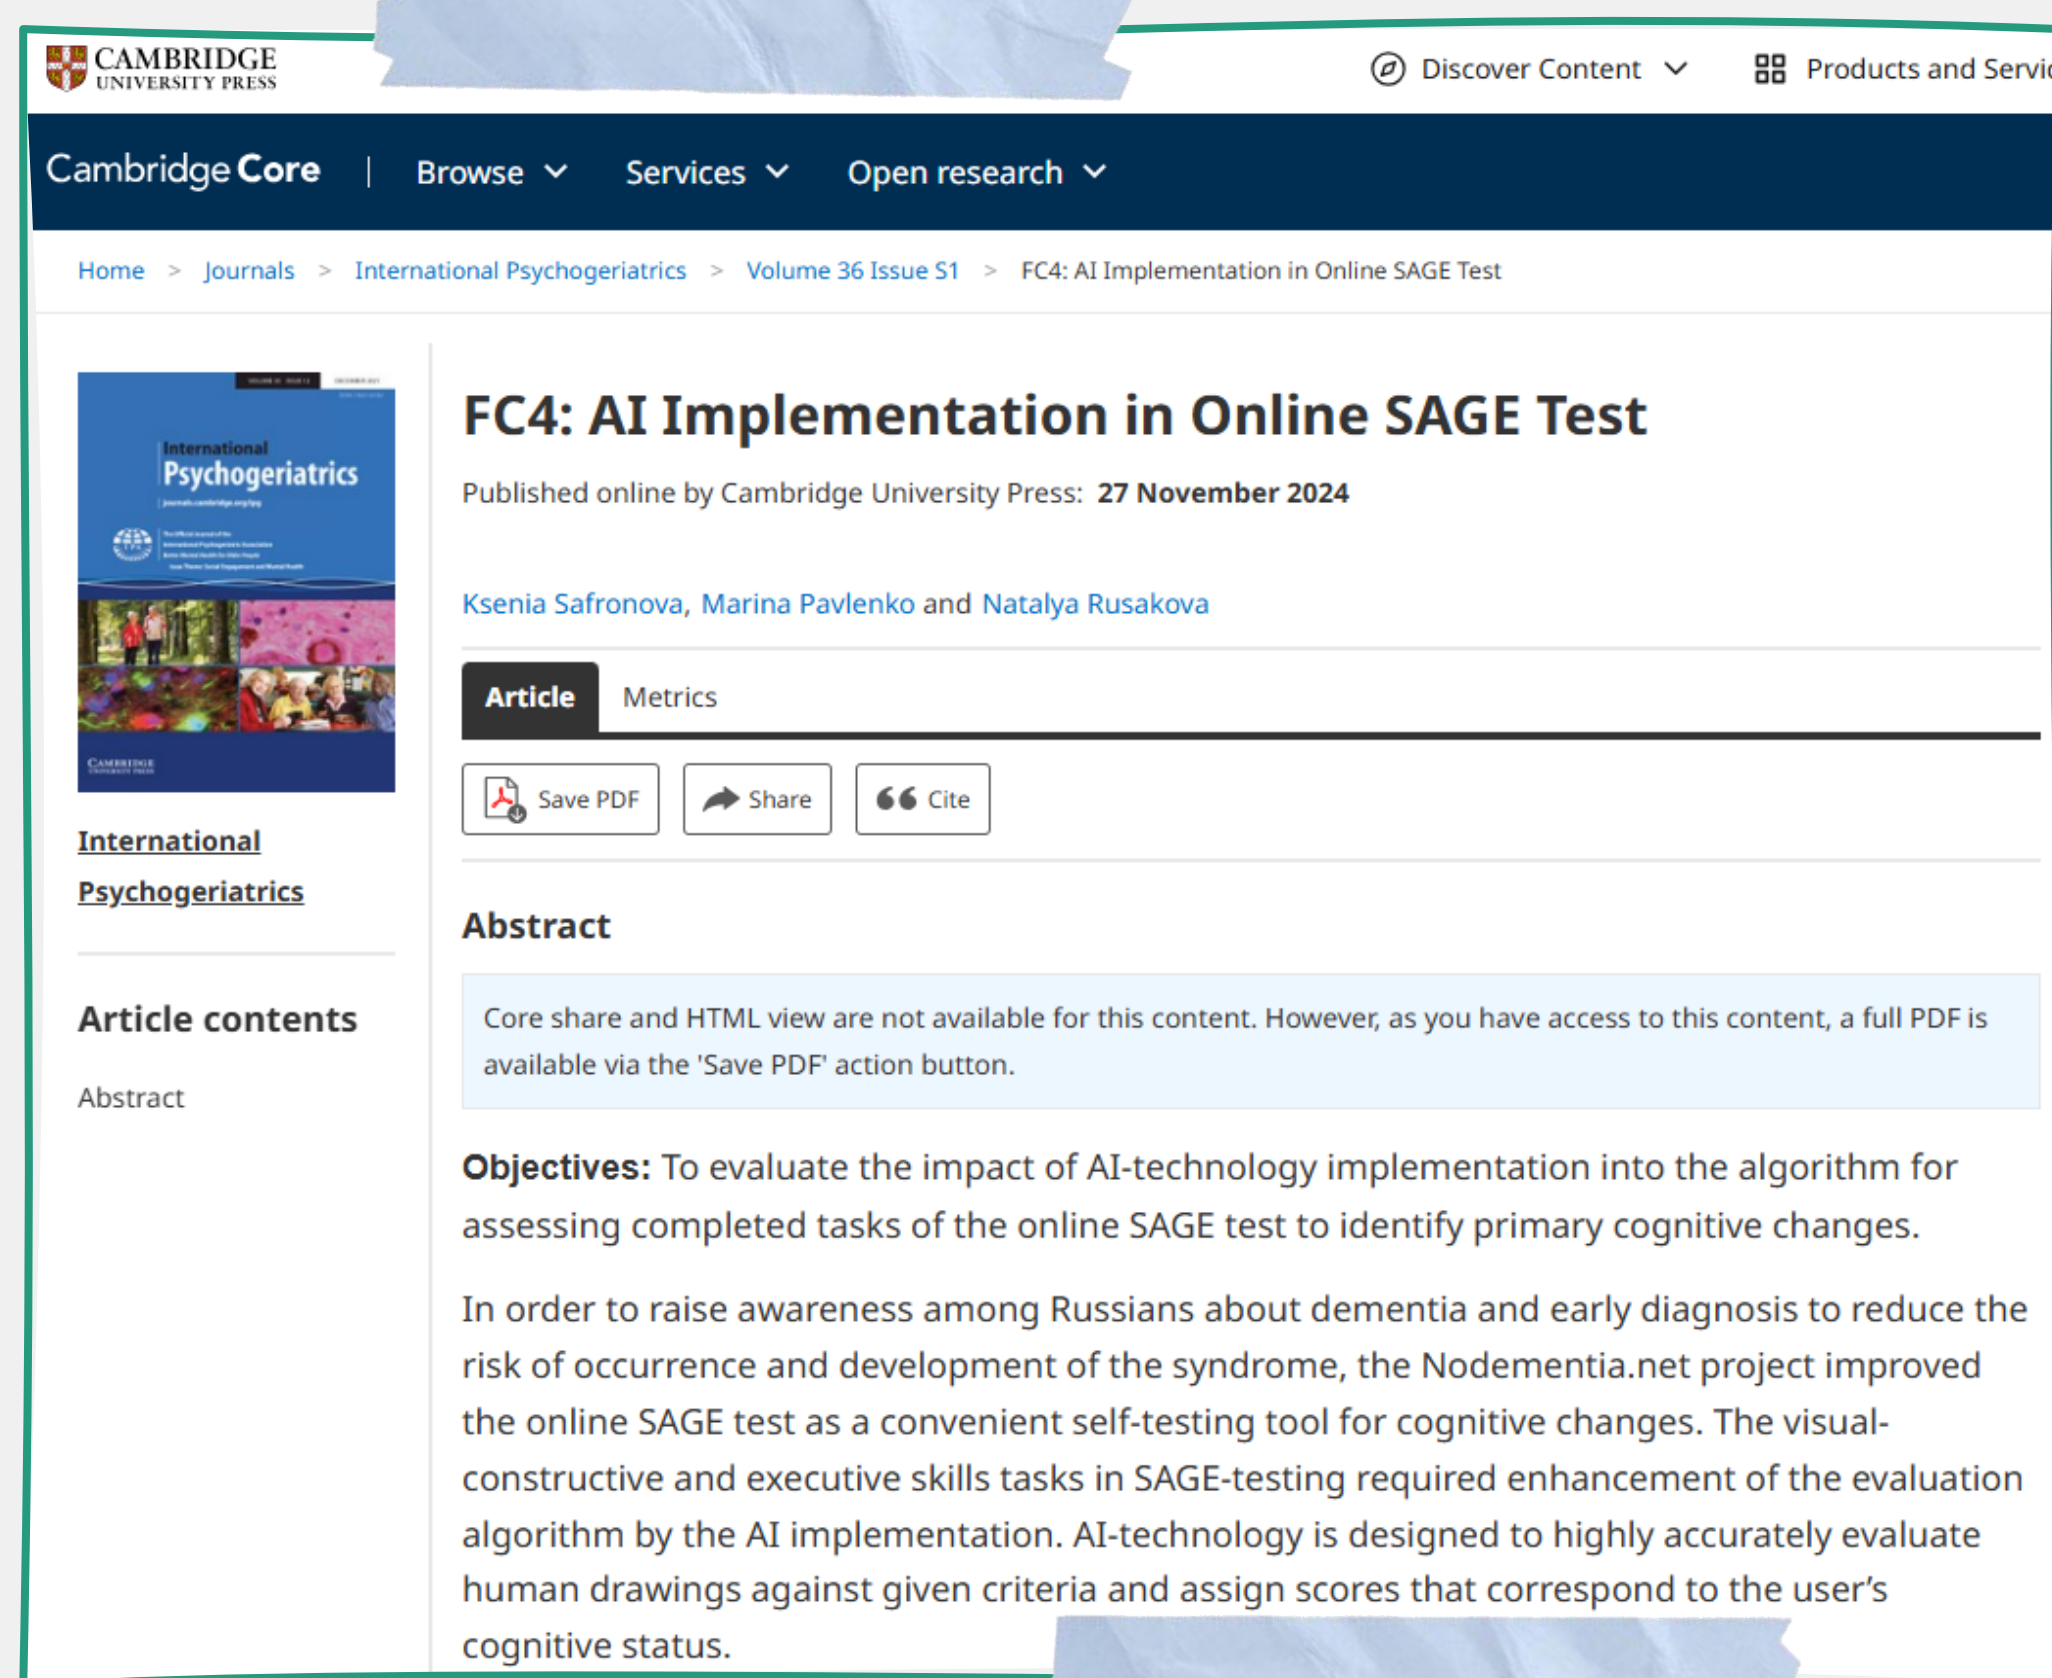 CAMBRIDGE
UNIVERSITY PRESS
Discover Content
Products and Servic
Cambridge Core | Browse Services Open research
Home > Journals > International Psychogeriatrics > Volume 36 Issue S1 > FC4: AI Implementation in Online SAGE Test
International
Psychogeriatrics
journals.cambridge.org/ipg
CAMBRIDGE
UNIVERSITY PRESS
International
Psychogeriatrics
Article contents
Abstract
FC4: AI Implementation in Online SAGE Test
Published online by Cambridge University Press: 27 November 2024
Ksenia Safronova, Marina Pavlenko and Natalya Rusakova
Article Metrics
Save PDF Share Cite
Abstract
Core share and HTML view are not available for this content. However, as you have access to this content, a full PDF is
available via the 'Save PDF' action button.
Objectives: To evaluate the impact of AI-technology implementation into the algorithm for
assessing completed tasks of the online SAGE test to identify primary cognitive changes.
In order to raise awareness among Russians about dementia and early diagnosis to reduce the
risk of occurrence and development of the syndrome, the Nodementia.net project improved
the online SAGE test as a convenient self-testing tool for cognitive changes. The visual-
constructive and executive skills tasks in SAGE-testing required enhancement of the evaluation
algorithm by the AI implementation. AI-technology is designed to highly accurately evaluate
human drawings against given criteria and assign scores that correspond to the user's
cognitive status.